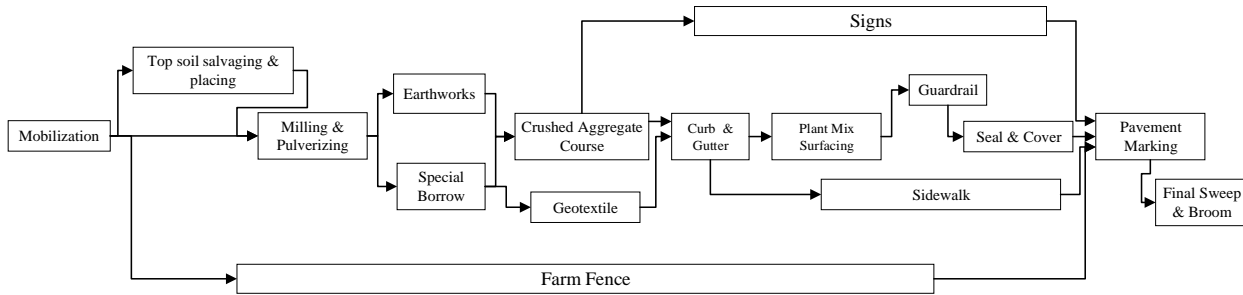 Signs
Top soil salvaging &
placing
Earthworks
Guardrail
Mobilization
Milling &
Pulverizing
Crushed Aggregate
Course
Curb &
Gutter
Plant Mix
Surfacing
Seal & Cover
Pavement
Marking
Special
Borrow
Geotextile
Sidewalk
Final Sweep
& Broom
Farm Fence